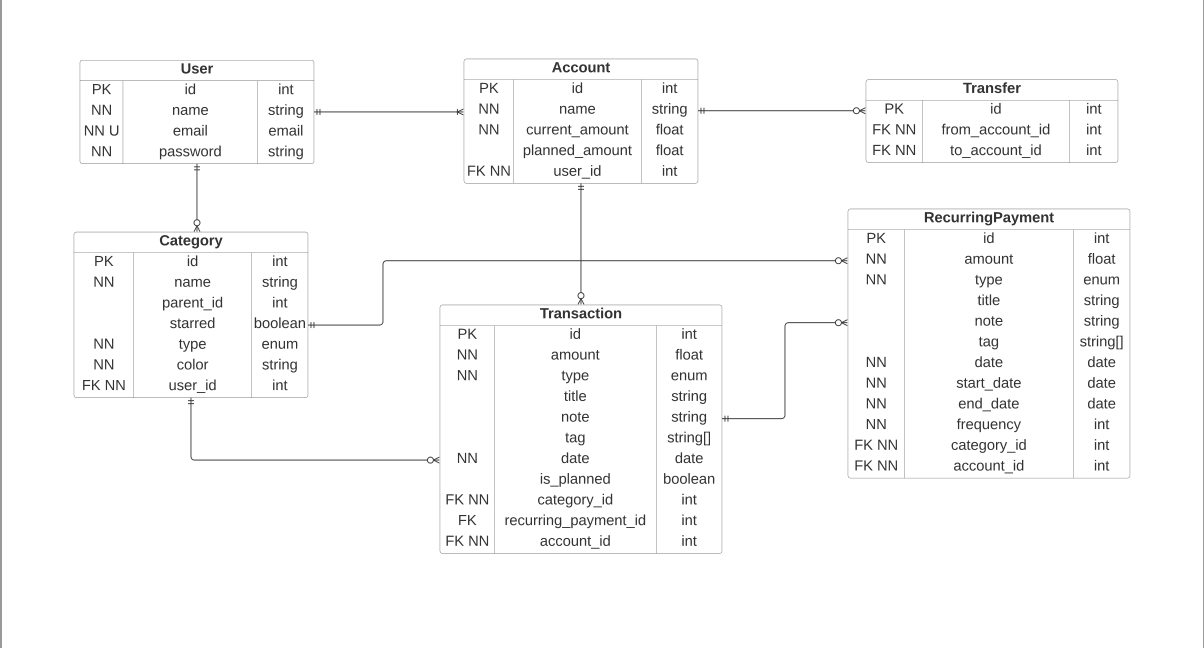 User
PK id int
NN name string
NN U email email
NN password string
Account
PK id int
NN name string
NN current_amount float
planned_amount float
FK NN user_id int
Transfer
PK id int
FK NN from_account_id int
FK NN to_account_id int
Category
PK id int
NN name string
parent_id int
starred boolean
NN type enum
NN color string
FK NN user_id int
RecurringPayment
PK id int
NN amount float
NN type enum
title string
note string
tag string[]
NN date date
NN start_date date
NN end_date date
NN frequency int
FK NN category_id int
FK NN account_id int
Transaction
PK id int
NN amount float
NN type enum
title string
note string
tag string[]
NN date date
is_planned boolean
FK NN category_id int
FK recurring_payment_id int
FK NN account_id int